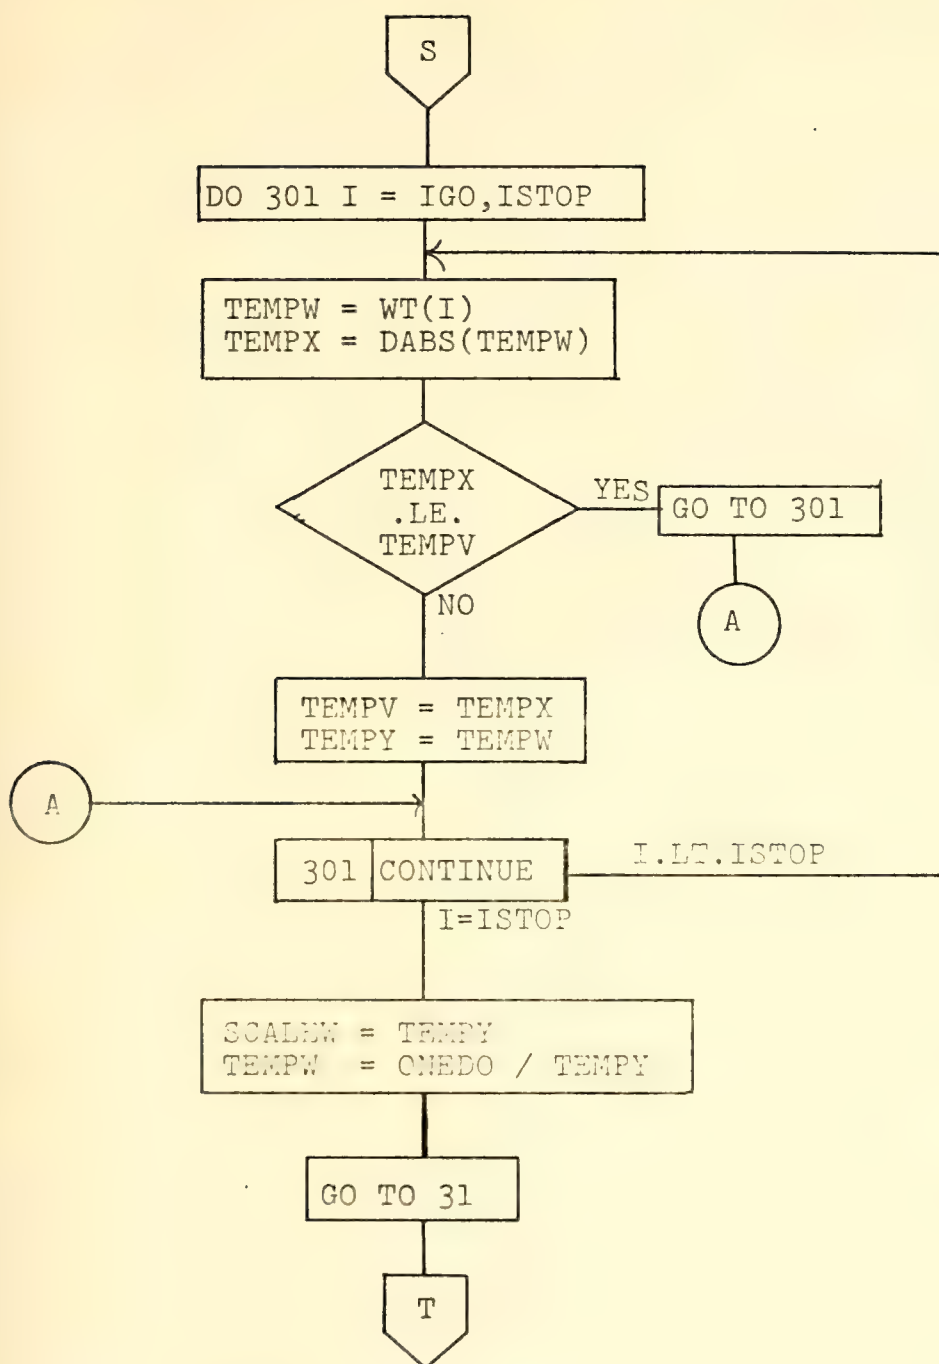 S
DO 301 I = IGO,ISTOP
TEMPW = WT(I)
TEMPX = DABS(TEMPW)
TEMPX
.LE.
TEMPV
YES
GO TO 301
A
NO
TEMPV = TEMPX
TEMPY = TEMPW
A
301 CONTINUE
I.LT.ISTOP
I=ISTOP
SCALEW = TEMPY
TEMPW = ONEDO / TEMPY
GO TO 31
T